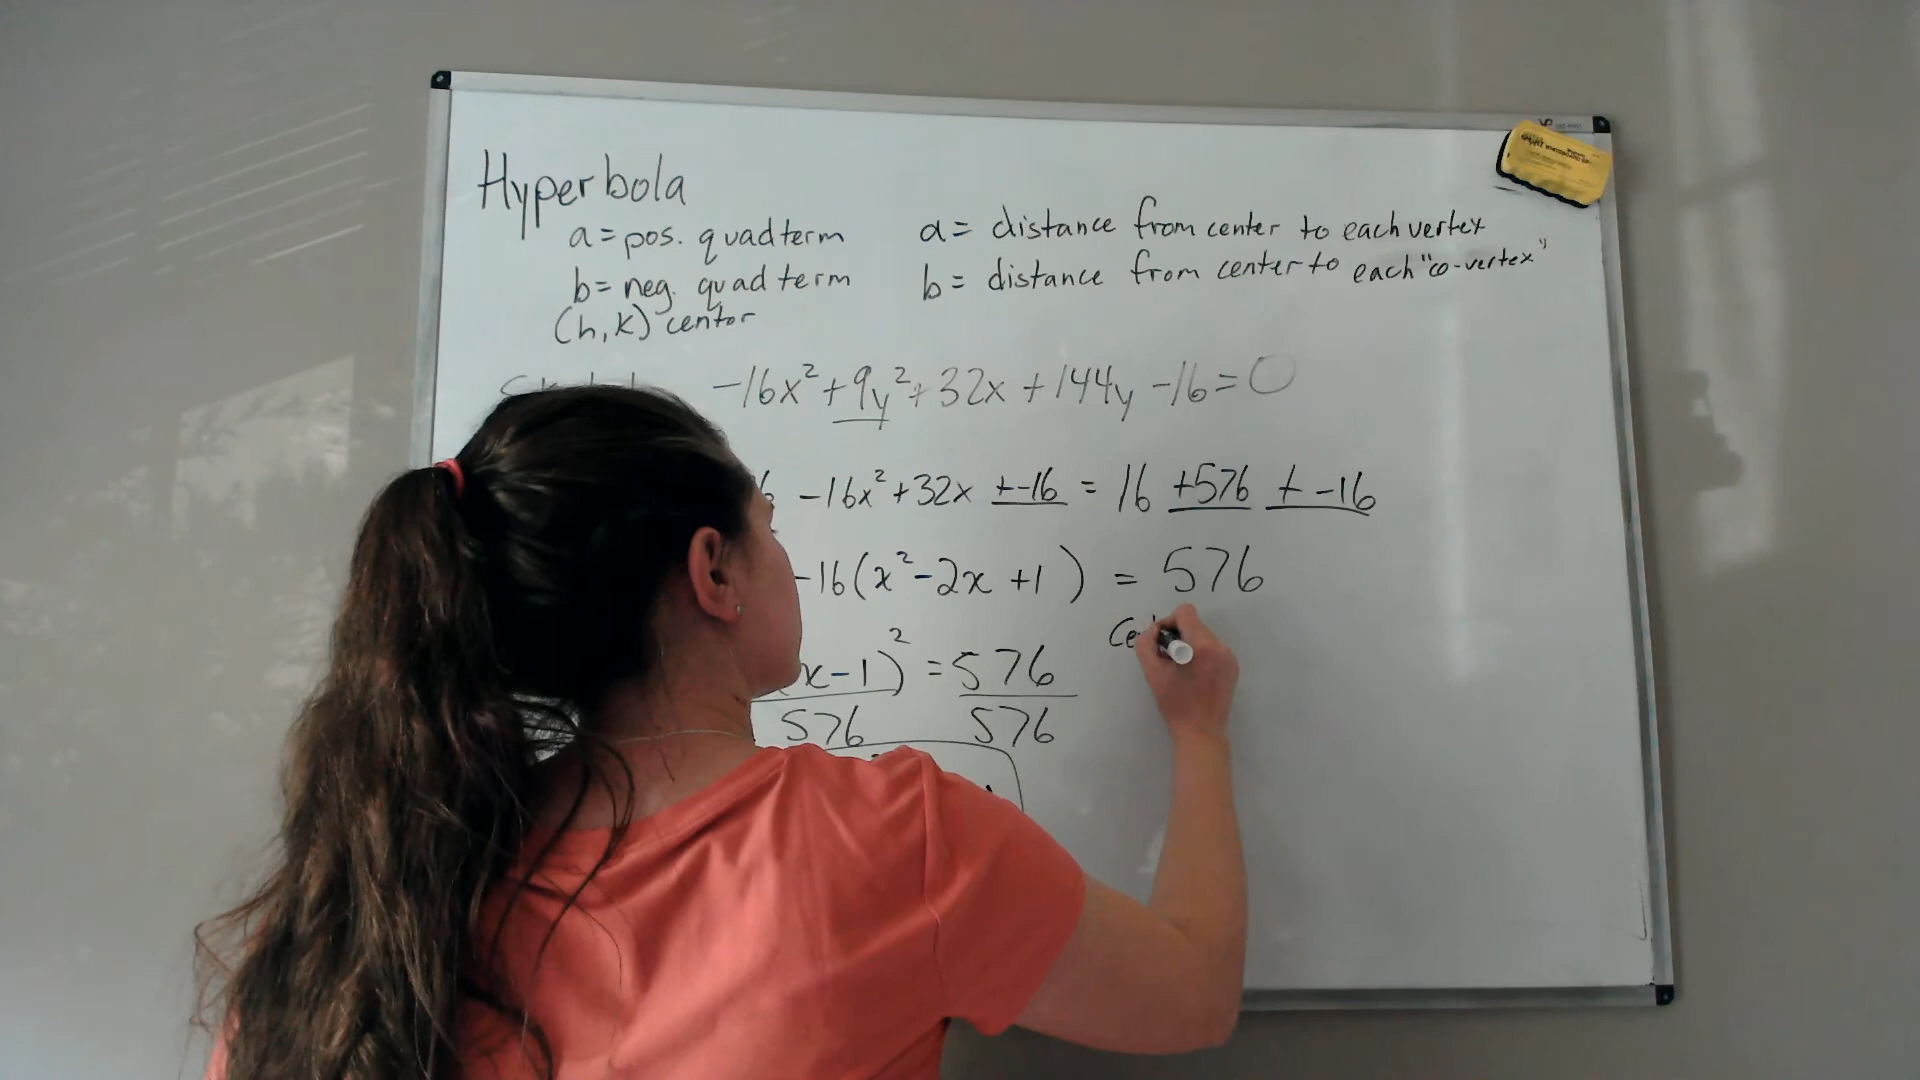 Hyperbola
a = pos. quad term
b = neg. quad term
(h, k) center
a = distance from center to each vertex
b = distance from center to each "co-vertex"
-16x² + 9y² + 32x + 144y - 16 = 0
6 - 16x² + 32x + -16 = 16 + 576 + -16
-16(x² - 2x + 1) = 576
Ce
(x - 1)² = 576
576 576